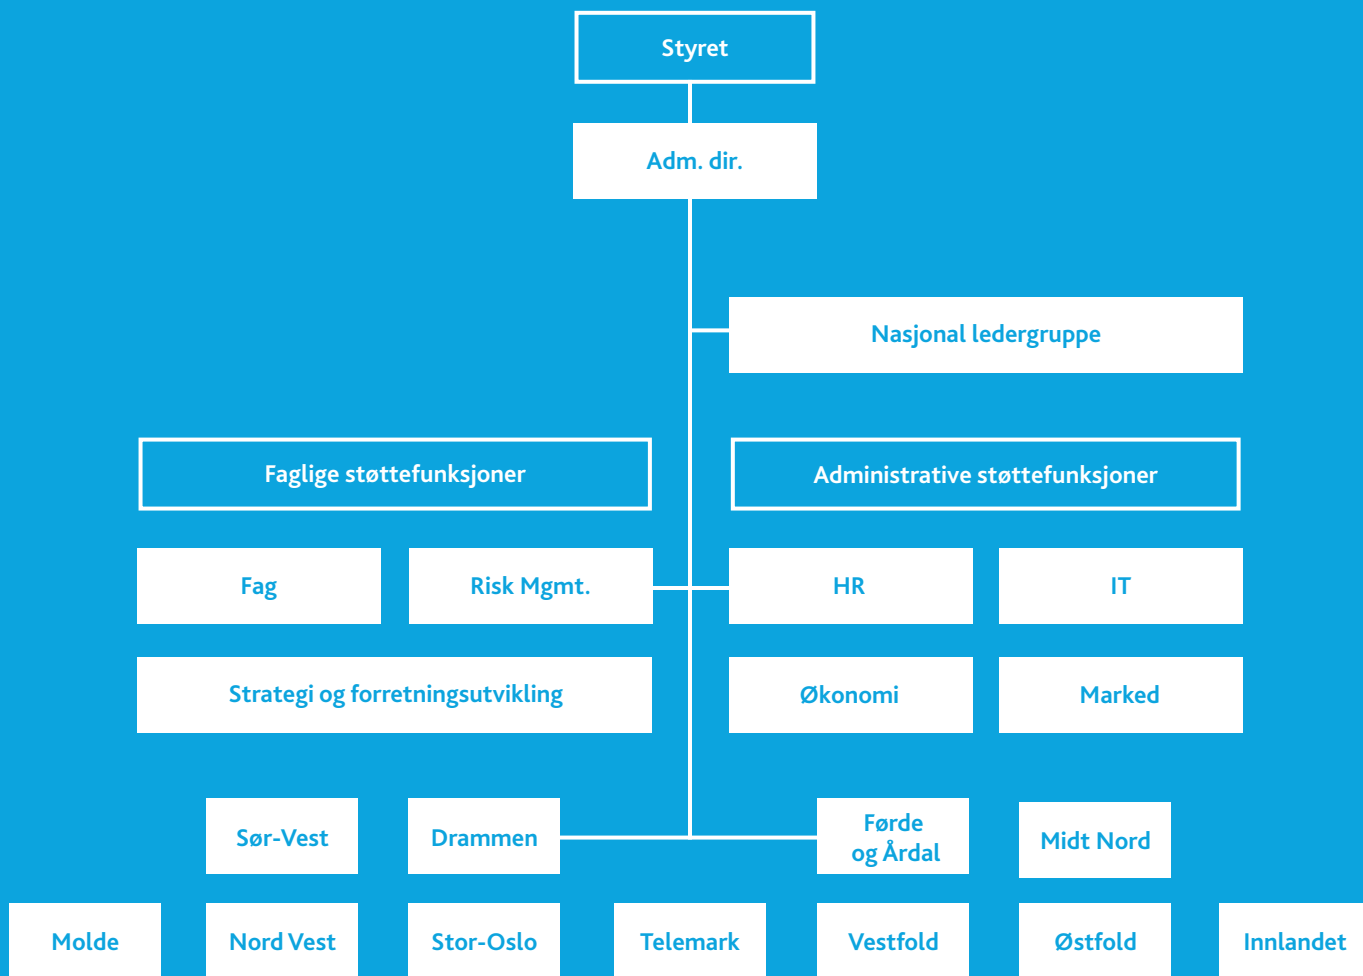 Styret
Adm. dir.
Nasjonal ledergruppe
Faglige støttefunksjoner
Administrative støttefunksjoner
Fag
Risk Mgmt.
HR
IT
Strategi og forretningsutvikling
Økonomi
Marked
Sør-Vest
Drammen
Førde
og Årdal
Midt Nord
Molde
Nord Vest
Stor-Oslo
Telemark
Vestfold
Østfold
Innlandet